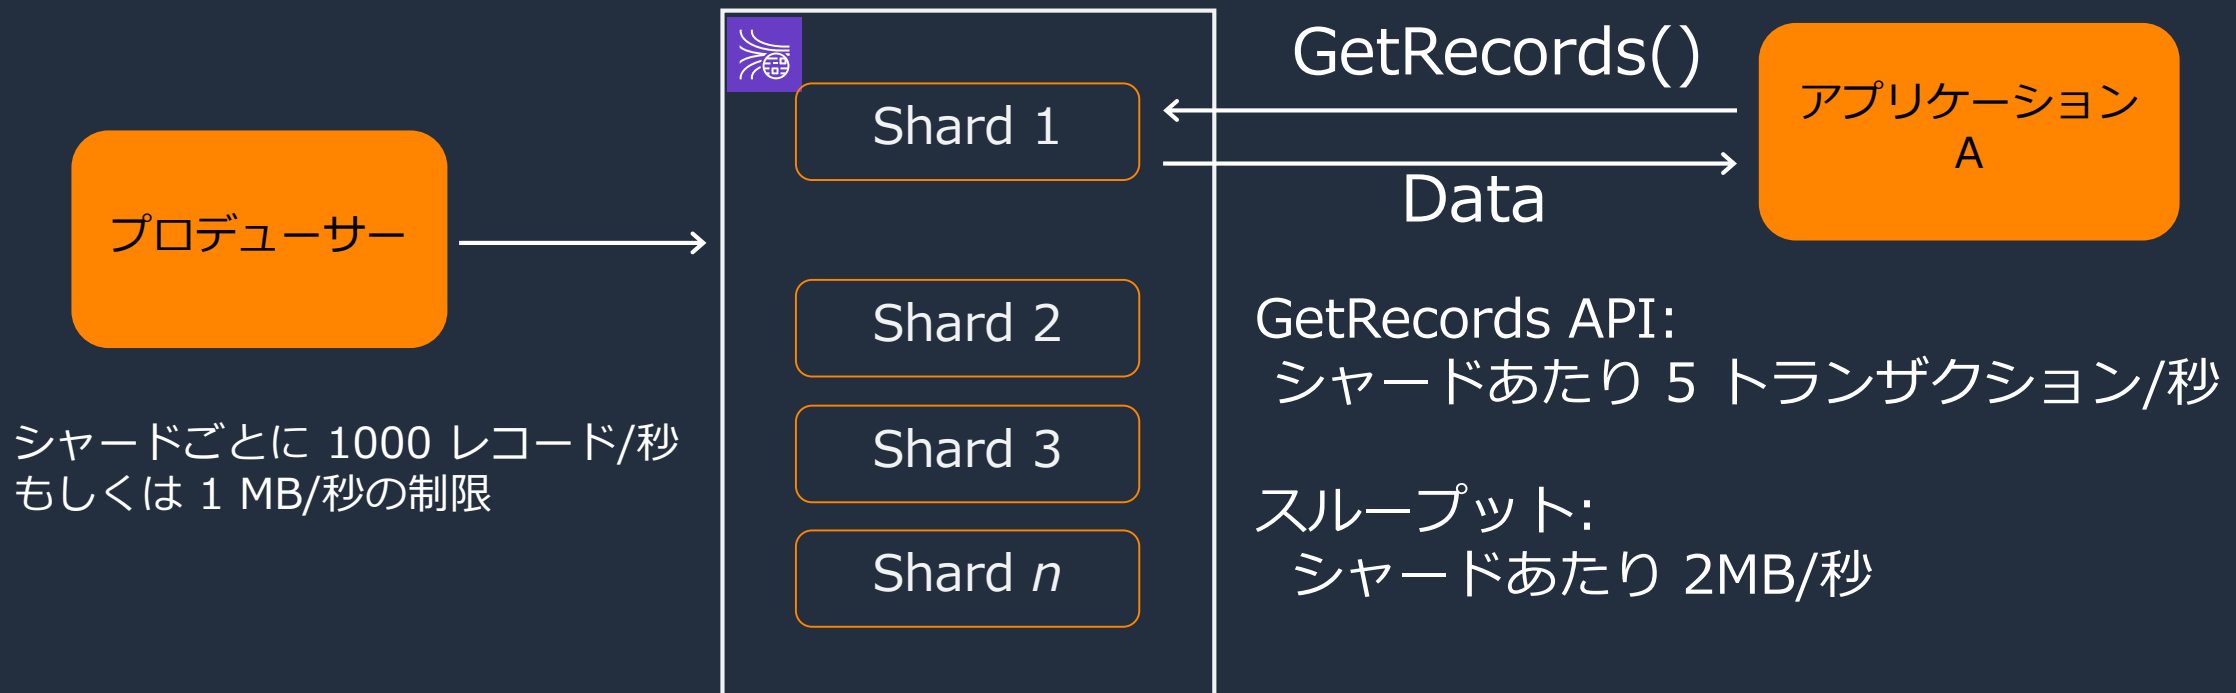 プロデューサー
シャードごとに 1000 レコード/秒
もしくは 1 MB/秒の制限
Shard 1
Shard 2
Shard 3
Shard n
GetRecords()
Data
アプリケーション
A
GetRecords API:
シャードあたり 5 トランザクション/秒
スループット:
シャードあたり 2MB/秒